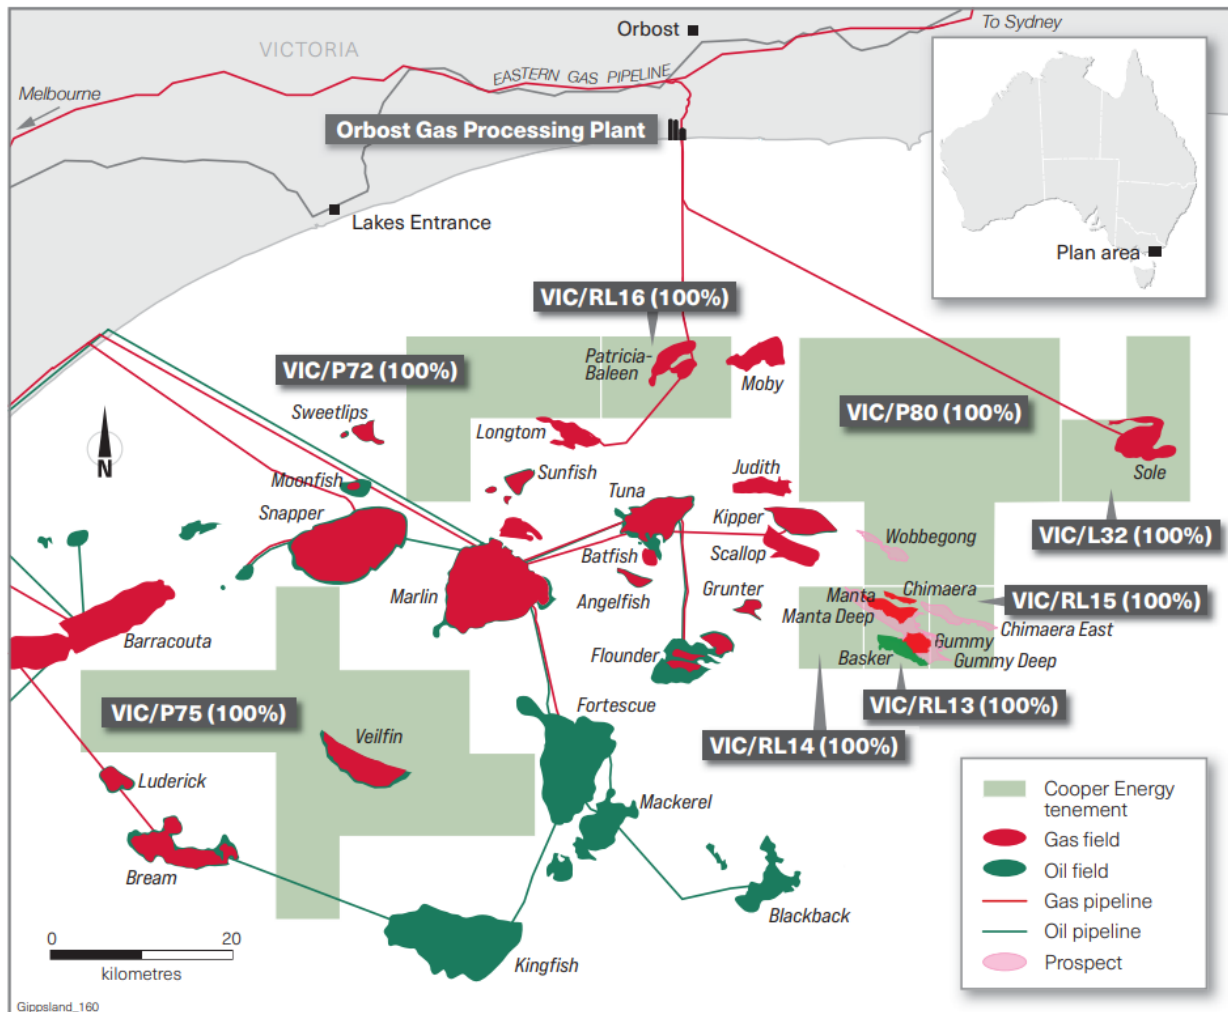 Orbost
To Sydney
VICTORIA
EASTERN GAS PIPELINE
Melbourne
Orbost Gas Processing Plant
Lakes Entrance
Plan area
VIC/RL16 (100%)
Patricia-
Baleen
Moby
VIC/P72 (100%)
VIC/P80 (100%)
Sweetlips
Longtom
N
Sole
Moonfish
Sunfish
Judith
Tuna
Snapper
Kipper
VIC/L32 (100%)
Wobbegong
Batfish
Scallop
Marlin
Angelfish
Grunter
Manta
Chimaera
VIC/RL15 (100%)
Manta Deep
Chimaera East
Barracouta
Flounder
Basker
Gummy
Gummy Deep
VIC/RL13 (100%)
Fortescue
VIC/P75 (100%)
Veilfin
VIC/RL14 (100%)
Luderick
Mackerel
Bream
Blackback
Kingfish
0 20
kilometres
Cooper Energy
tenement
Gas field
Oil field
Gas pipeline
Oil pipeline
Prospect
Gippsland_160